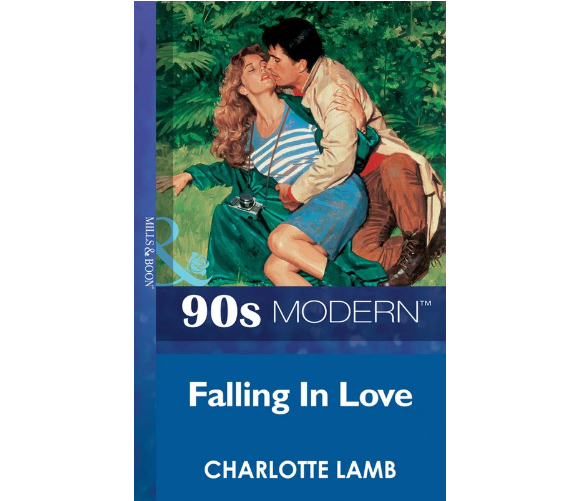 MILLS & BOON®
&
90s MODERN™
Falling In Love
CHARLOTTE LAMB